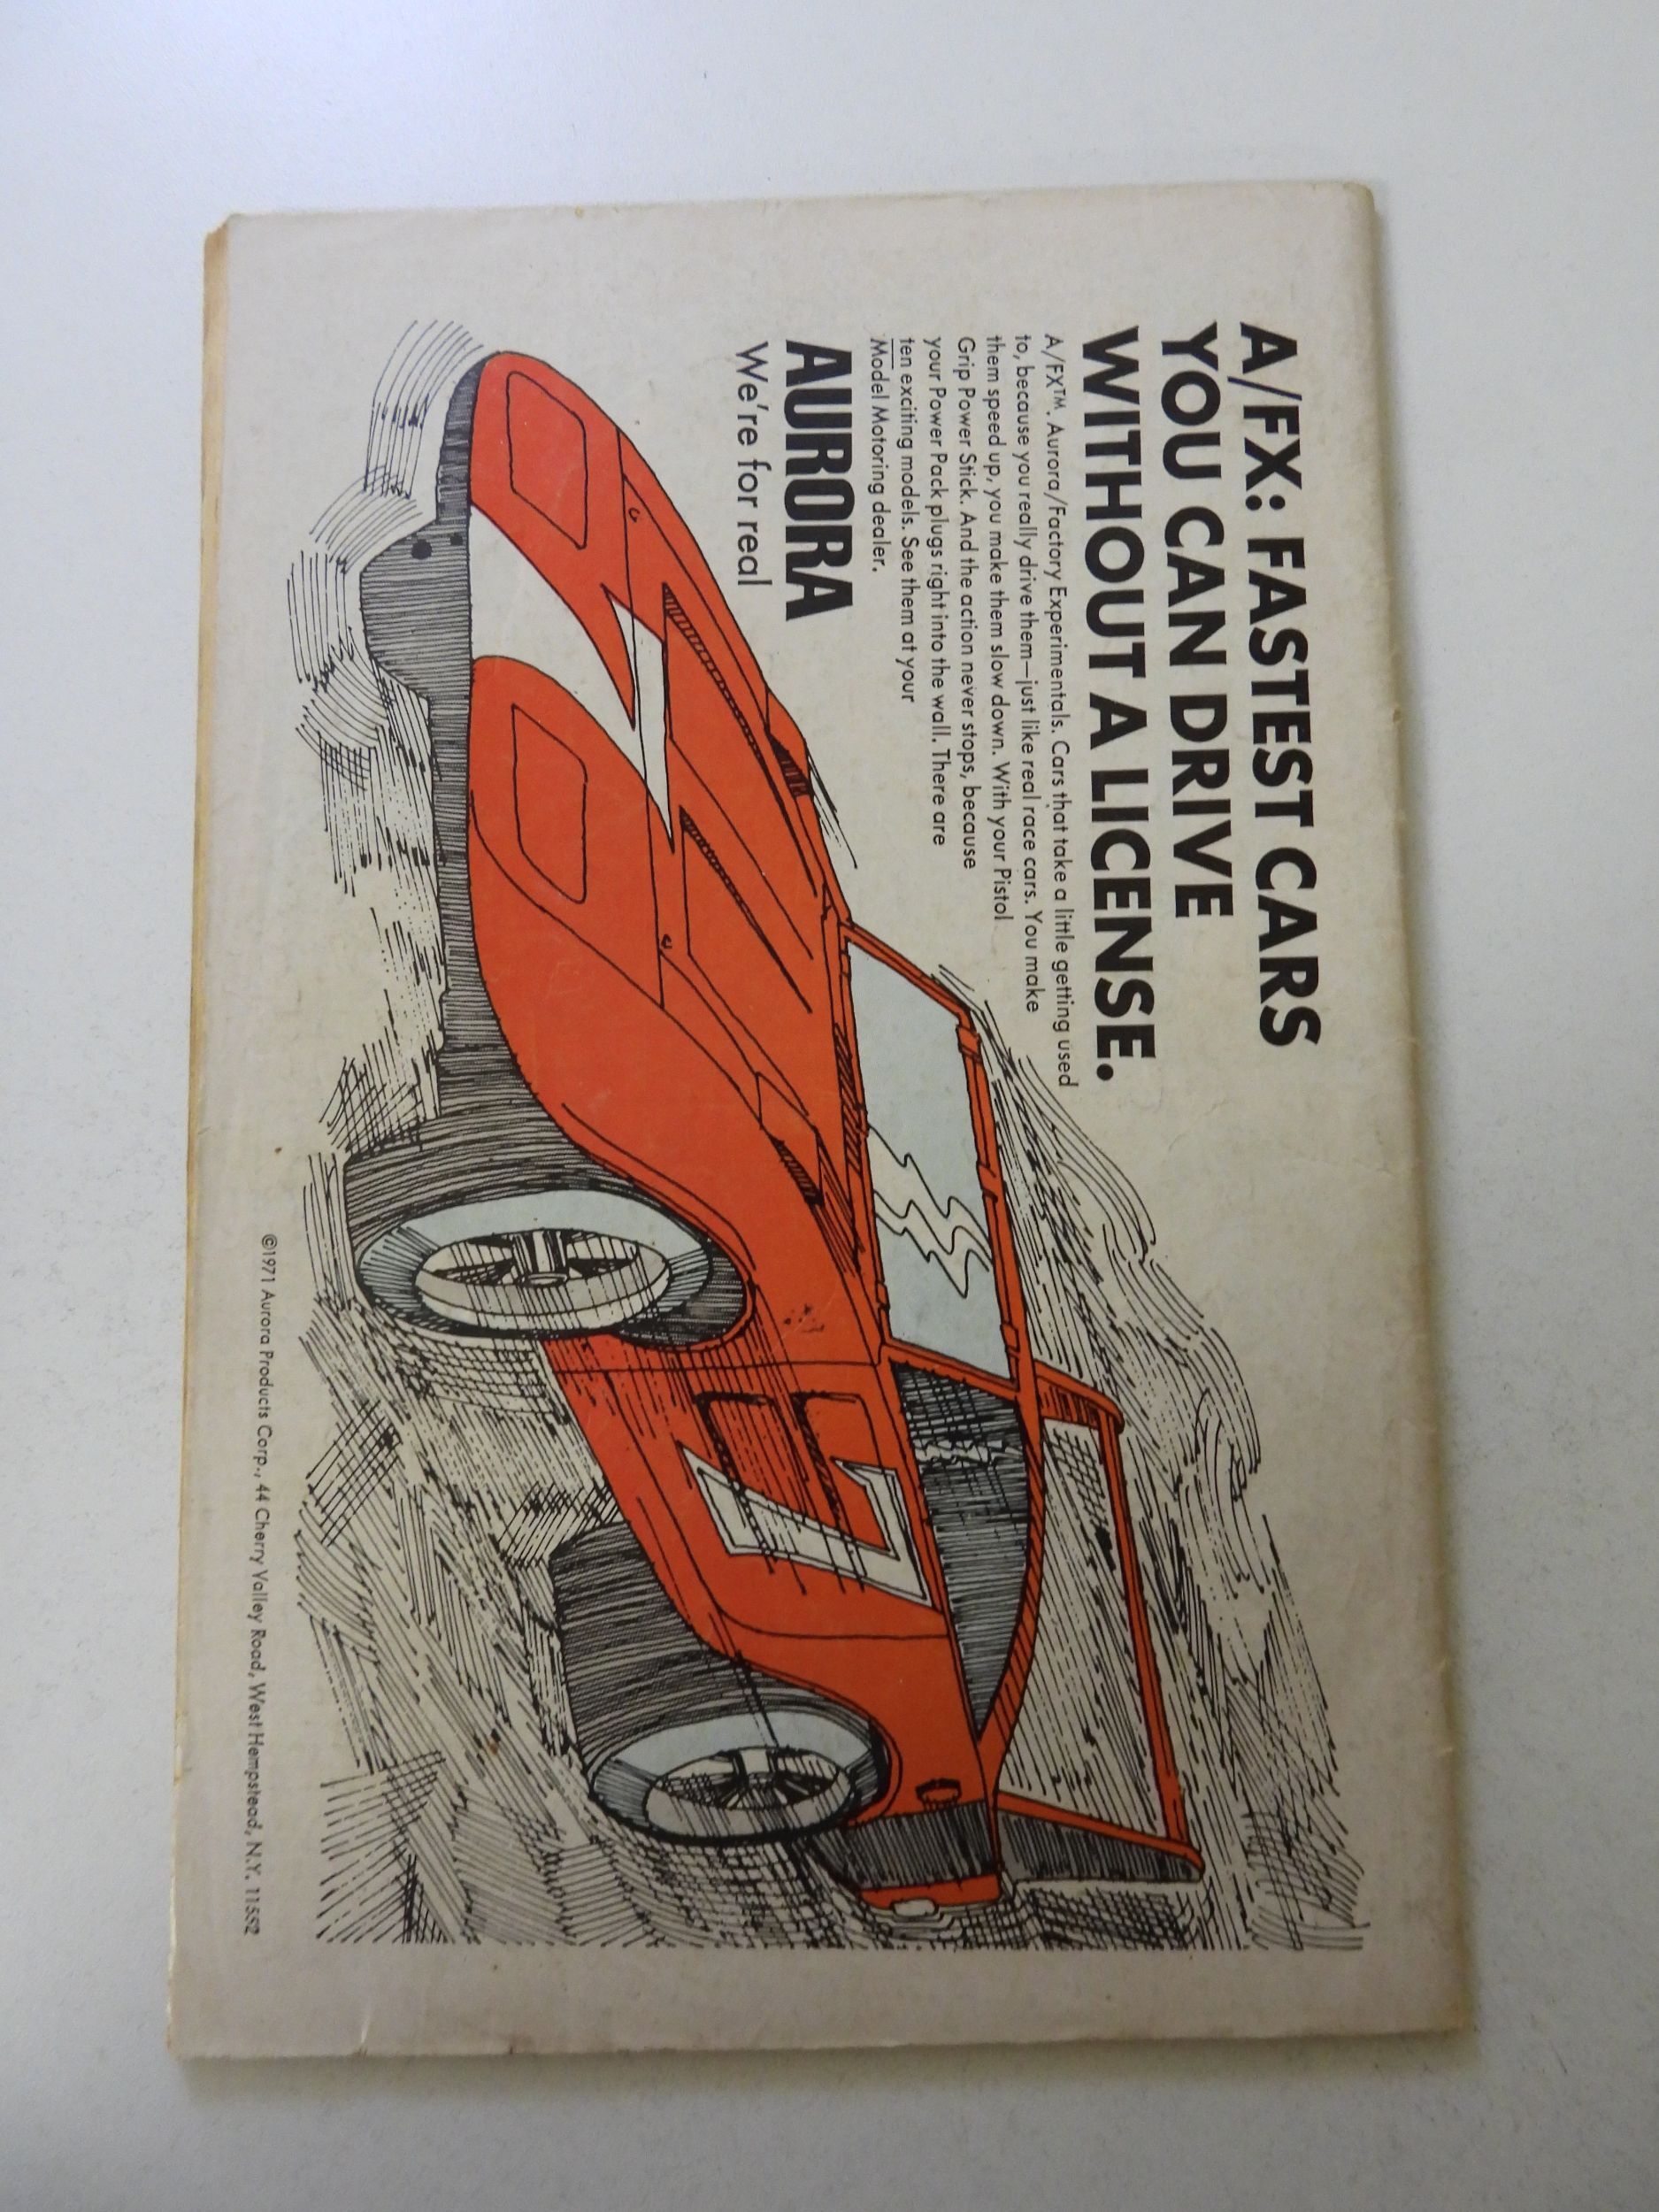 A/FX: FASTEST CARS
YOU CAN DRIVE
WITHOUT A LICENSE.
A/FX™. Aurora/Factory Experimentals. Cars that take a little getting used
to, because you really drive them—just like real race cars. You make
them speed up, you make them slow down. With your Pistol
Grip Power Stick. And the action never stops, because
your Power Pack plugs right into the wall. There are
ten exciting models. See them at your
Model Motoring dealer.
AURORA
We're for real
7
7
©1971 Aurora Products Corp., 44 Cherry Valley Road, West Hempstead, N.Y. 11552